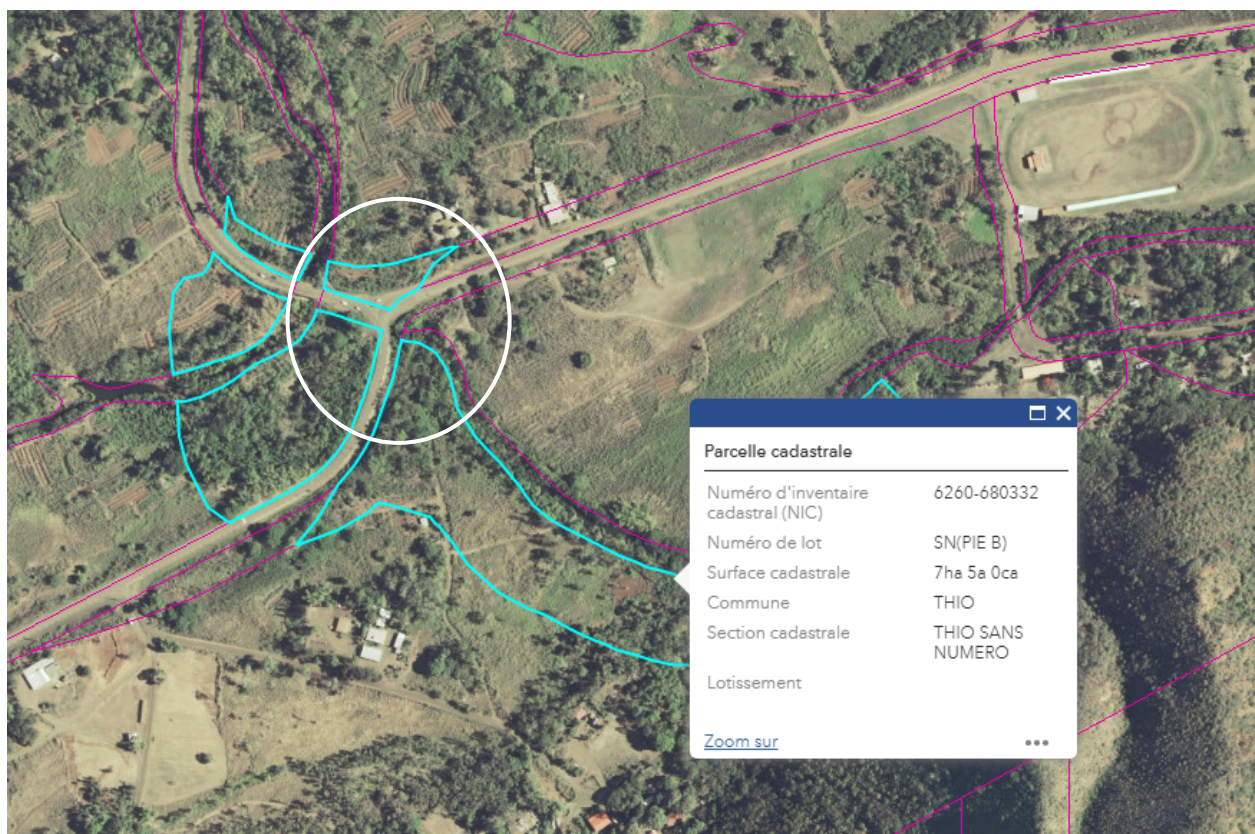 Parcelle cadastrale
Numéro d'inventaire 6260-680332
cadastral (NIC)
Numéro de lot SN(PIE B)
Surface cadastrale 7ha 5a 0ca
Commune THIO
Section cadastrale THIO SANS
NUMERO
Lotissement
Zoom sur